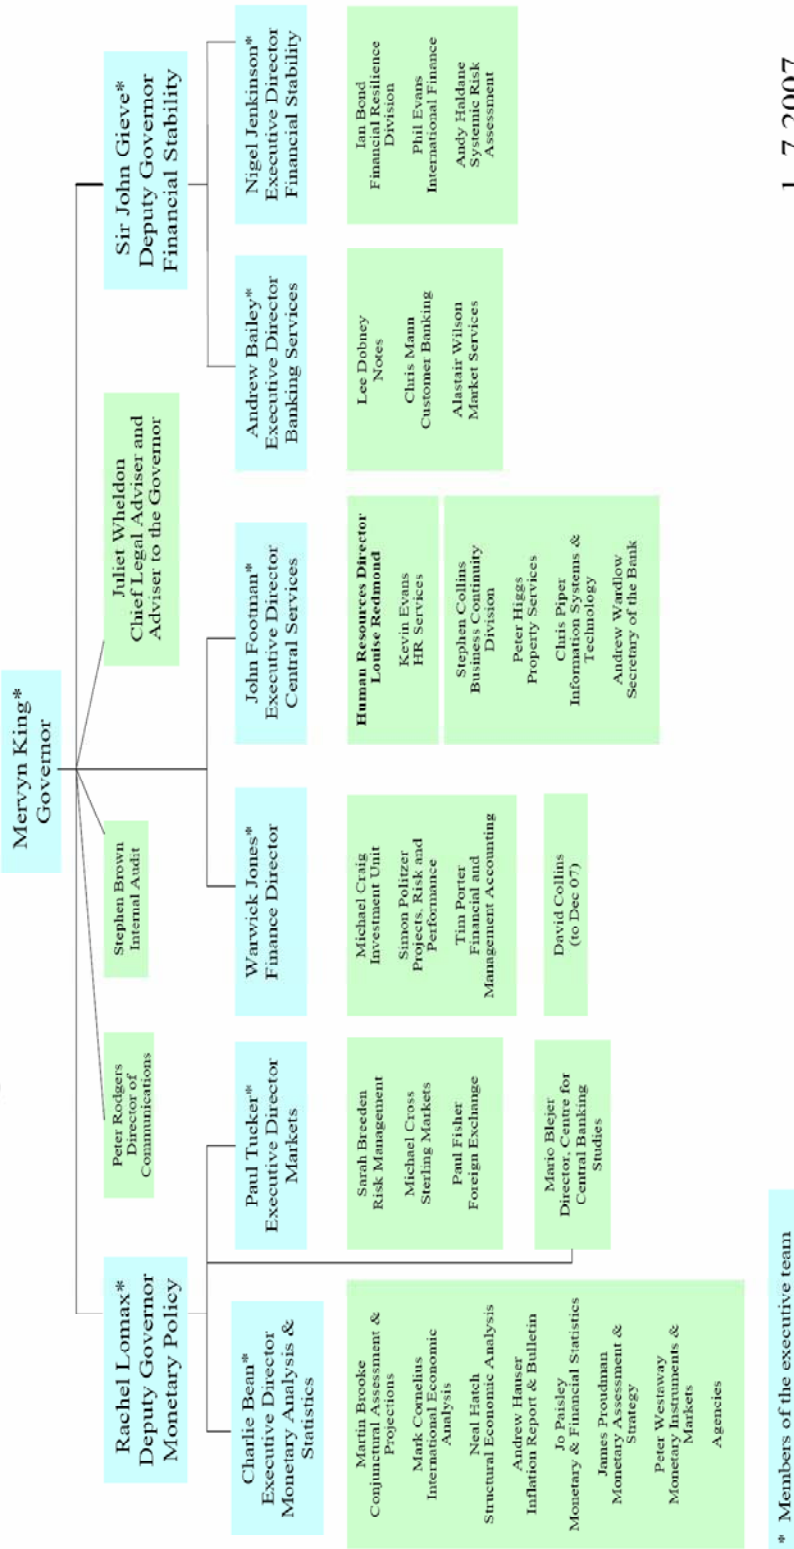 Mervyn King*
Governor
Rachel Lomax*
Deputy Governor
Monetary Policy
Peter Rodgers
Director of
Communications
Stephen Brown
Internal Audit
Juliet Wheldon
Chief Legal Adviser and
Adviser to the Governor
Sir John Gieve*
Deputy Governor
Financial Stability
Charlie Bean*
Executive Director
Monetary Analysis &
Statistics
Paul Tucker*
Executive Director
Markets
Warwick Jones*
Finance Director
John Footman*
Executive Director
Central Services
Andrew Bailey*
Executive Director
Banking Services
Nigel Jenkinson*
Executive Director
Financial Stability
Martin Brooke
Conjunctural Assessment &
Projections
Mark Cornelius
International Economic
Analysis
Neal Hatch
Structural Economic Analysis
Andrew Hauser
Inflation Report & Bulletin
Jo Paisley
Monetary & Financial Statistics
James Proudman
Monetary Assessment &
Strategy
Peter Westaway
Monetary Instruments &
Markets
Agencies
Sarah Breeden
Risk Management
Michael Cross
Sterling Markets
Paul Fisher
Foreign Exchange
Mario Blejer
Director, Centre for
Central Banking
Studies
Michael Craig
Investment Unit
Simon Politzer
Projects, Risk and
Performance
Tim Porter
Financial and
Management Accounting
David Collins
(to Dec 07)
Human Resources Director
Louise Redmond
Kevin Evans
HR Services
Stephen Collins
Business Continuity
Division
Peter Higgs
Property Services
Chris Piper
Information Systems &
Technology
Andrew Wardlow
Secretary of the Bank
Lee Dobney
Notes
Chris Mann
Customer Banking
Alastair Wilson
Market Services
Ian Bond
Financial Resilience
Division
Phil Evans
International Finance
Andy Haldane
Systemic Risk
Assessment
* Members of the executive team